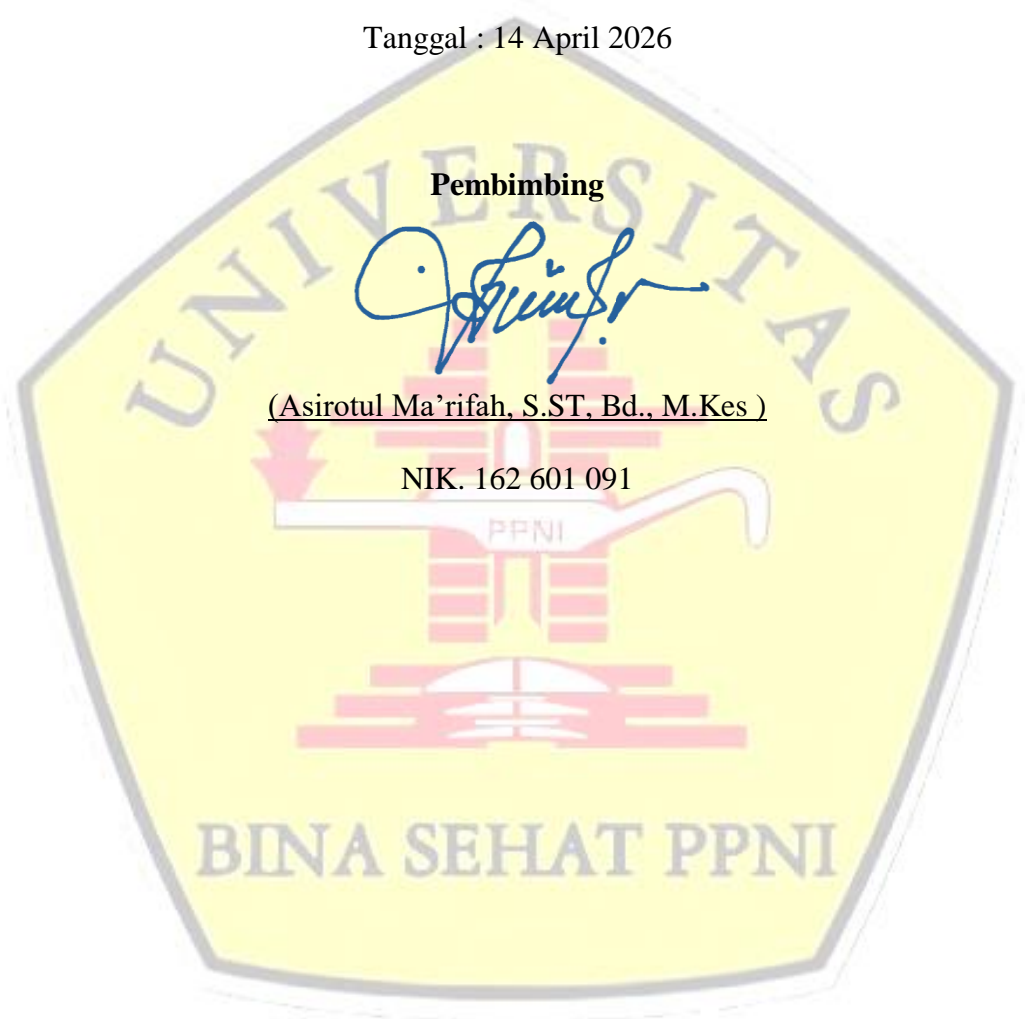 Tanggal : 14 April 2026
UNIVERSITAS
Pembimbing
(Asirotul Ma’rifah, S.ST, Bd., M.Kes )
NIK. 162 601 091
PPNI
BINA SEHAT PPNI